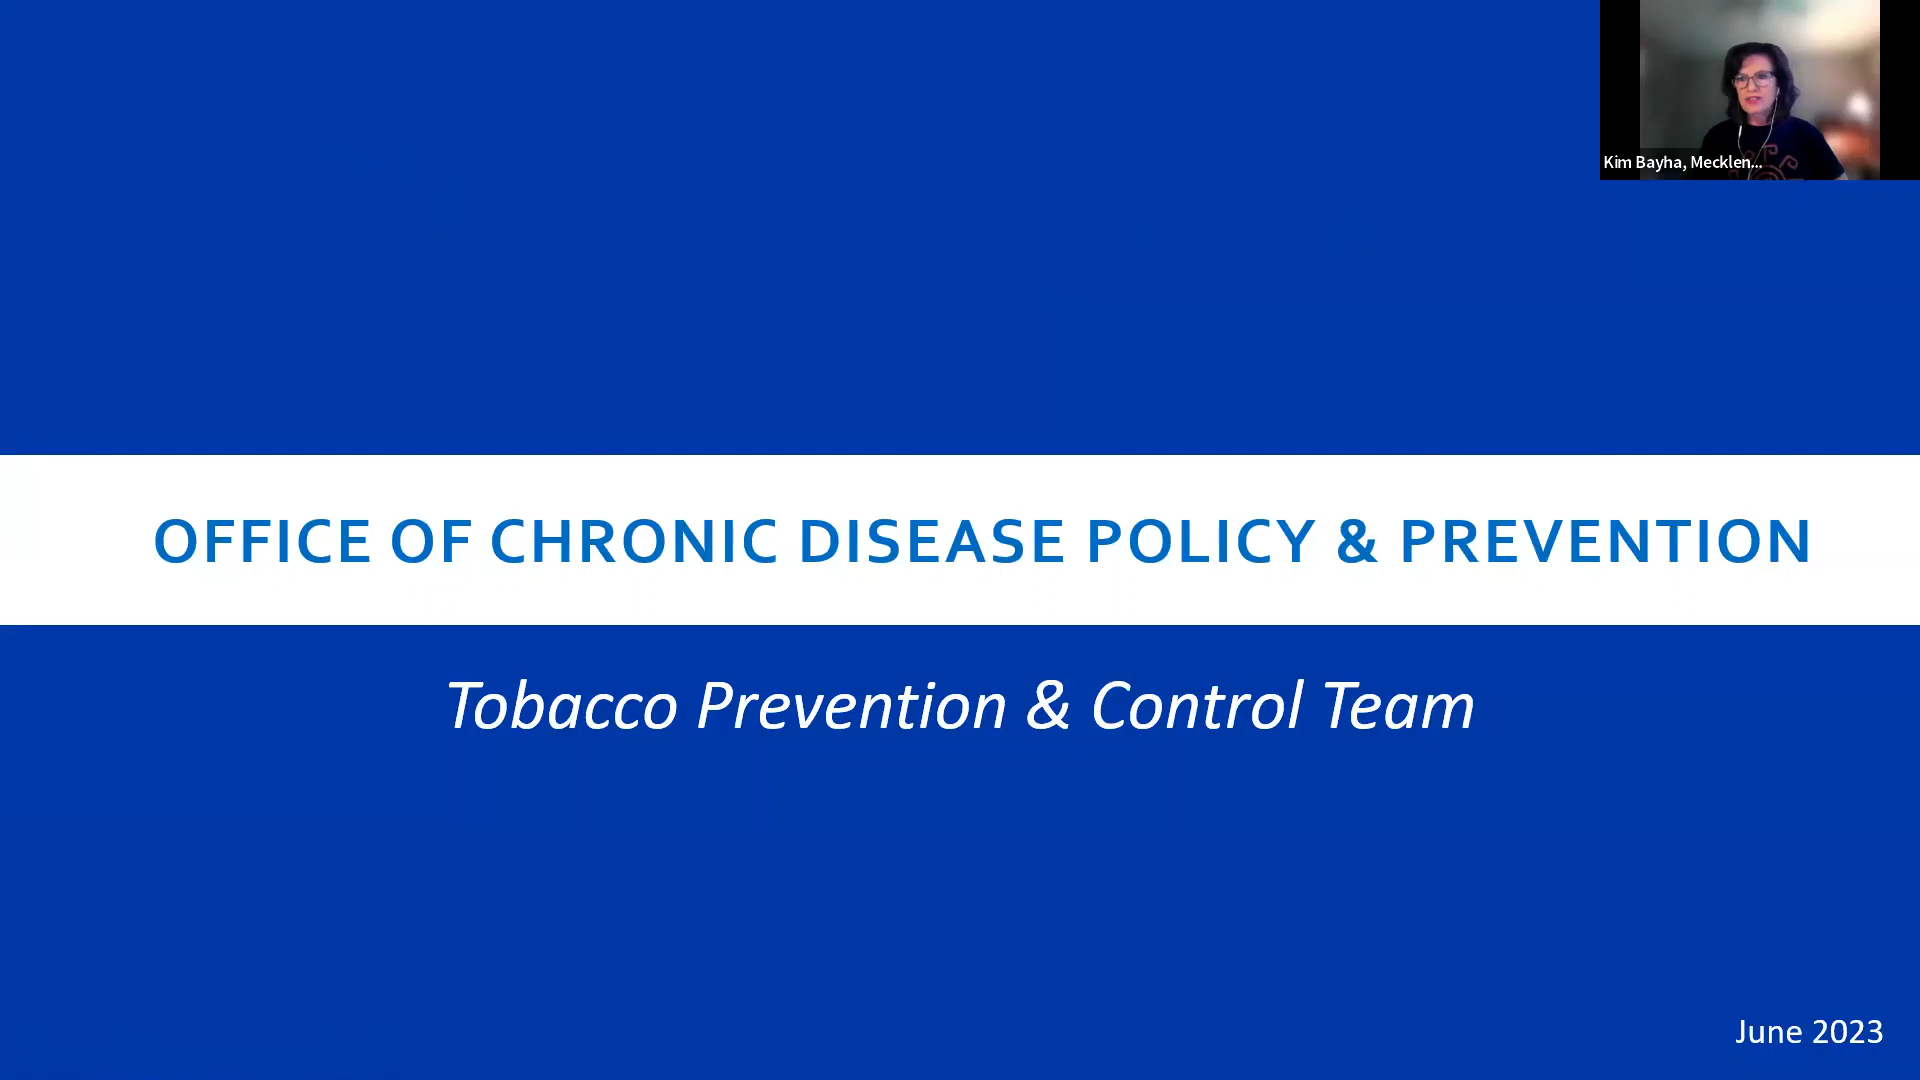 Kim Bayha, Mecklen...
OFFICE OF CHRONIC DISEASE POLICY & PREVENTION
Tobacco Prevention & Control Team
June 2023